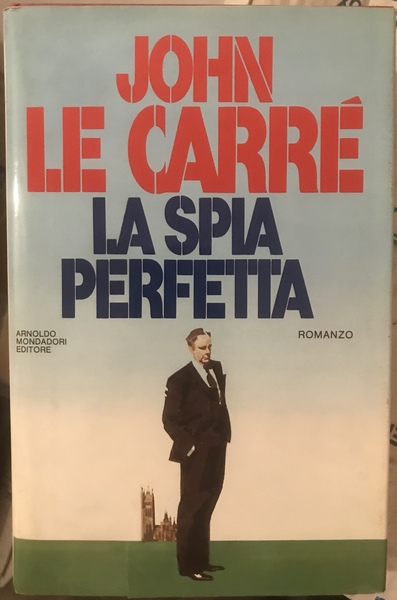 JOHN
LE CARRÉ
LA SPIA
PERFETTA
ARNOLDO
MONDADORI
EDITORE
ROMANZO